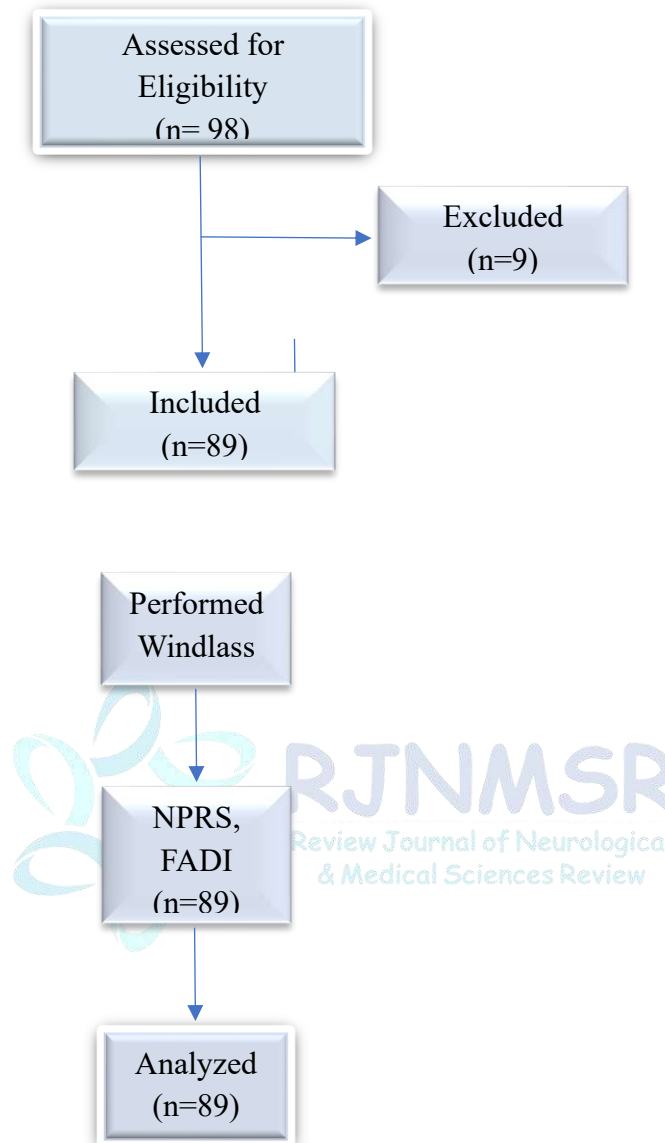 Assessed for
Eligibility
(n= 98)
Excluded
(n=9)
Included
(n=89)
Performed
Windlass
NPRS,
FADI
(n=89)
RJNMSR
Review Journal of Neurologica
& Medical Sciences Review
Analyzed
(n=89)